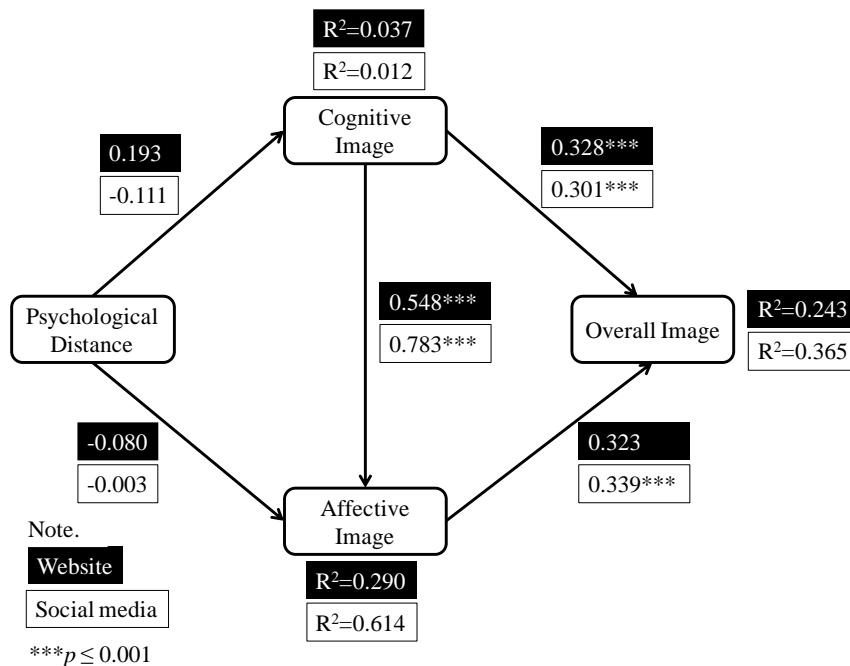 R²=0.037
R²=0.012
Cognitive
Image
0.193
-0.111
0.328***
0.301***
Psychological
Distance
0.548***
0.783***
Overall Image
R²=0.243
R²=0.365
-0.080
-0.003
0.323
0.339***
Affective
Image
R²=0.290
R²=0.614
Note.
Website
Social media
***p ≤ 0.001